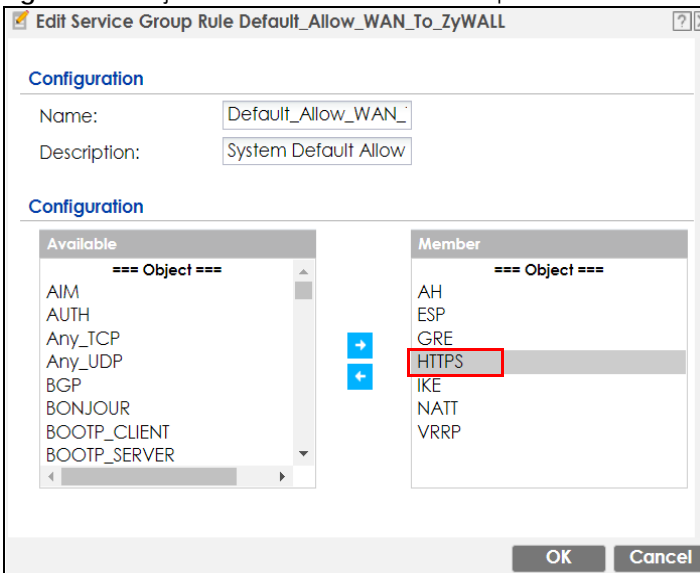 Edit Service Group Rule Default_Allow_WAN_To_ZyWALL
Configuration
Name: Default_Allow_WAN_
Description: System Default Allow
Configuration
Available
=== Object ===
AIM
AUTH
Any_TCP
Any_UDP
BGP
BONJOUR
BOOTP_CLIENT
BOOTP_SERVER
Member
=== Object ===
AH
ESP
GRE
HTTPS
IKE
NATT
VRRP
OK Cancel